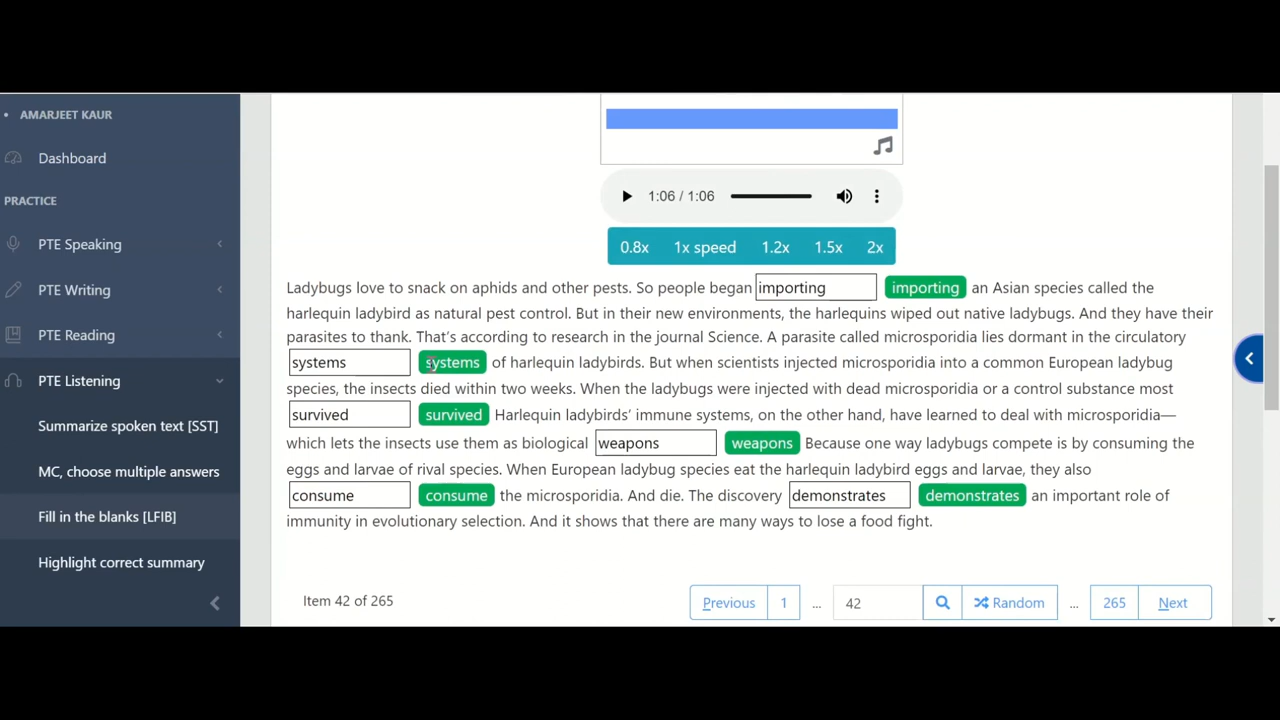 AMARJEET KAUR
Dashboard
PRACTICE
PTE Speaking
PTE Writing
PTE Reading
PTE Listening
Summarize spoken text [SST]
MC, choose multiple answers
Fill in the blanks [LFIB]
Highlight correct summary
1:06 / 1:06
0.8x 1x speed 1.2x 1.5x 2x
Ladybugs love to snack on aphids and other pests. So people began importing importing an Asian species called the
harlequin ladybird as natural pest control. But in their new environments, the harlequins wiped out native ladybugs. And they have their
parasites to thank. That's according to research in the journal Science. A parasite called microsporidia lies dormant in the circulatory
systems systems of harlequin ladybirds. But when scientists injected microsporidia into a common European ladybug
species, the insects died within two weeks. When the ladybugs were injected with dead microsporidia or a control substance most
survived survived Harlequin ladybirds' immune systems, on the other hand, have learned to deal with microsporidia—
which lets the insects use them as biological weapons weapons Because one way ladybugs compete is by consuming the
eggs and larvae of rival species. When European ladybug species eat the harlequin ladybird eggs and larvae, they also
consume consume the microsporidia. And die. The discovery demonstrates demonstrates an important role of
immunity in evolutionary selection. And it shows that there are many ways to lose a food fight.
Item 42 of 265
Previous 1 ... 42 Random ... 265 Next